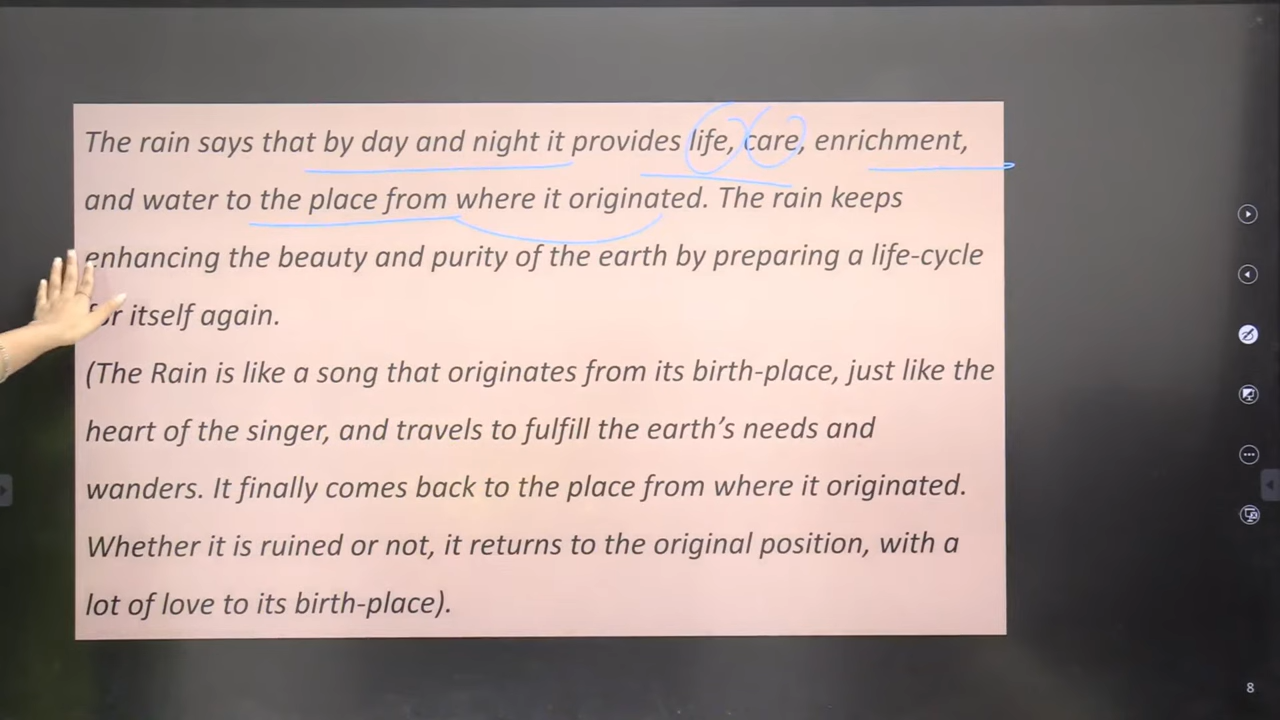 The rain says that by day and night it provides life, care, enrichment,
and water to the place from where it originated. The rain keeps
enhancing the beauty and purity of the earth by preparing a life-cycle
for itself again.
(The Rain is like a song that originates from its birth-place, just like the
heart of the singer, and travels to fulfill the earth's needs and
wanders. It finally comes back to the place from where it originated.
Whether it is ruined or not, it returns to the original position, with a
lot of love to its birth-place).
8